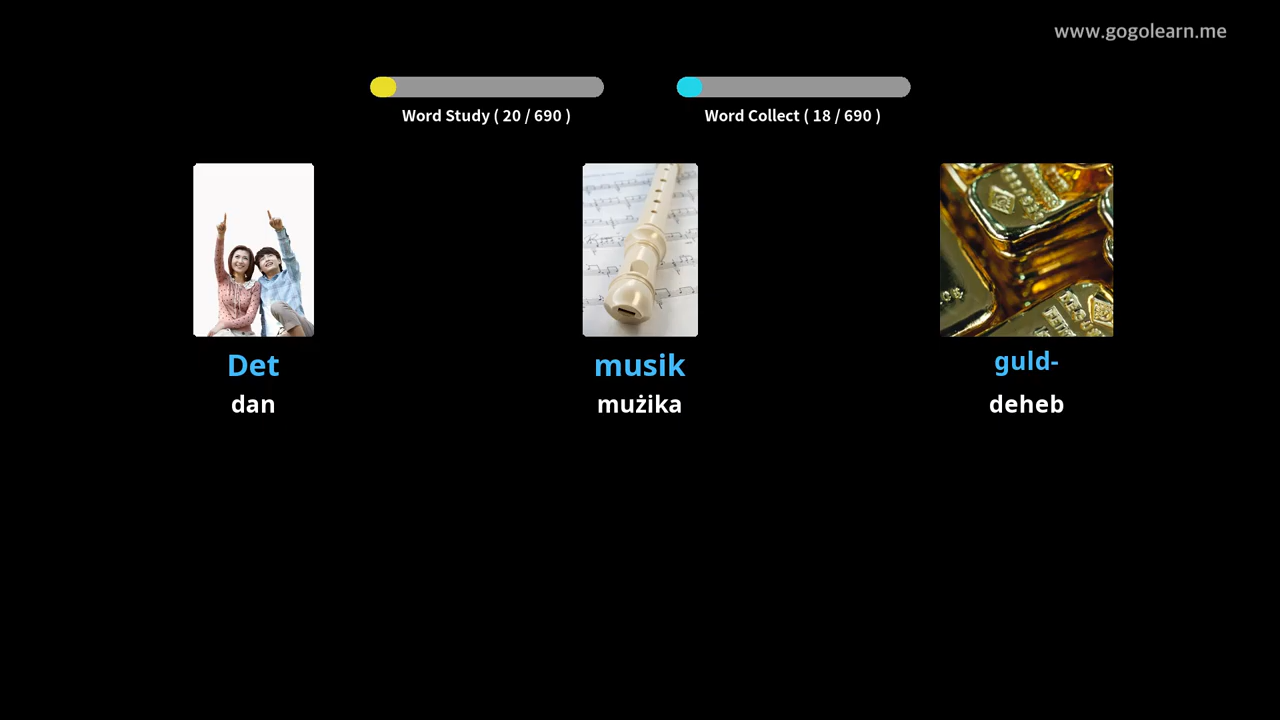 www.gogolearn.me
Word Study ( 20 / 690 )
Word Collect ( 18 / 690 )
Det
musik
guld-
dan
mużika
deheb